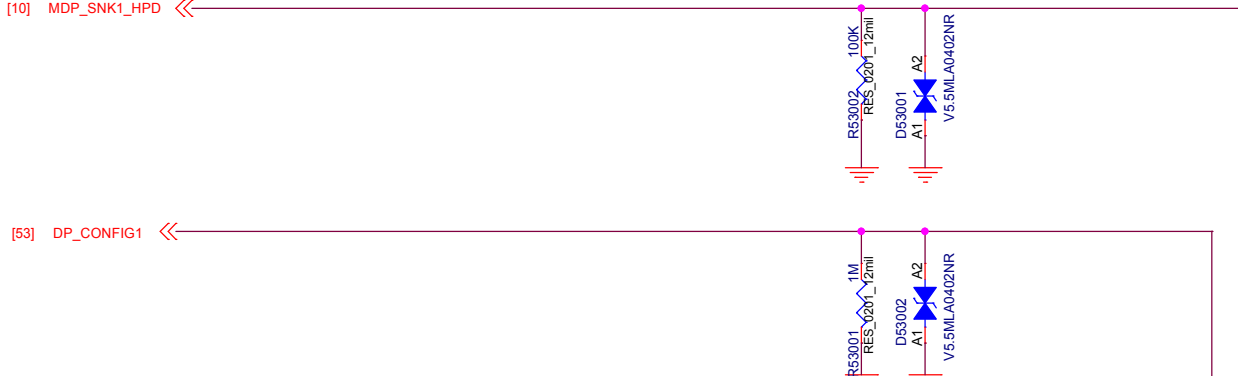 [10] MDP_SNK1_HPD
R53002 100K
RES_0201_12mil
D53001
A1 A2
V5.5MLA0402NR
[53] DP_CONFIG1
R53001 1M
RES_0201_12mil
D53002
A1 A2
V5.5MLA0402NR